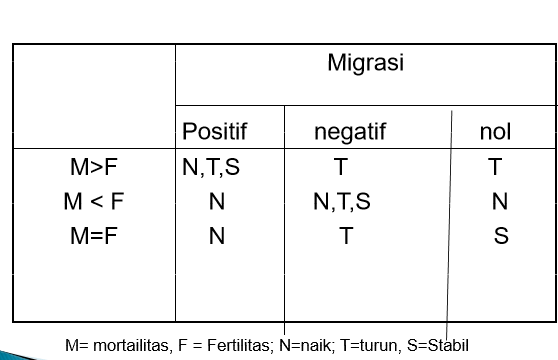 Migrasi
Positif negatif nol
M>F N,T,S T T
M < F N N,T,S N
M=F N T S
M= mortailitas, F = Fertilitas; N=naik; T=turun, S=Stabil